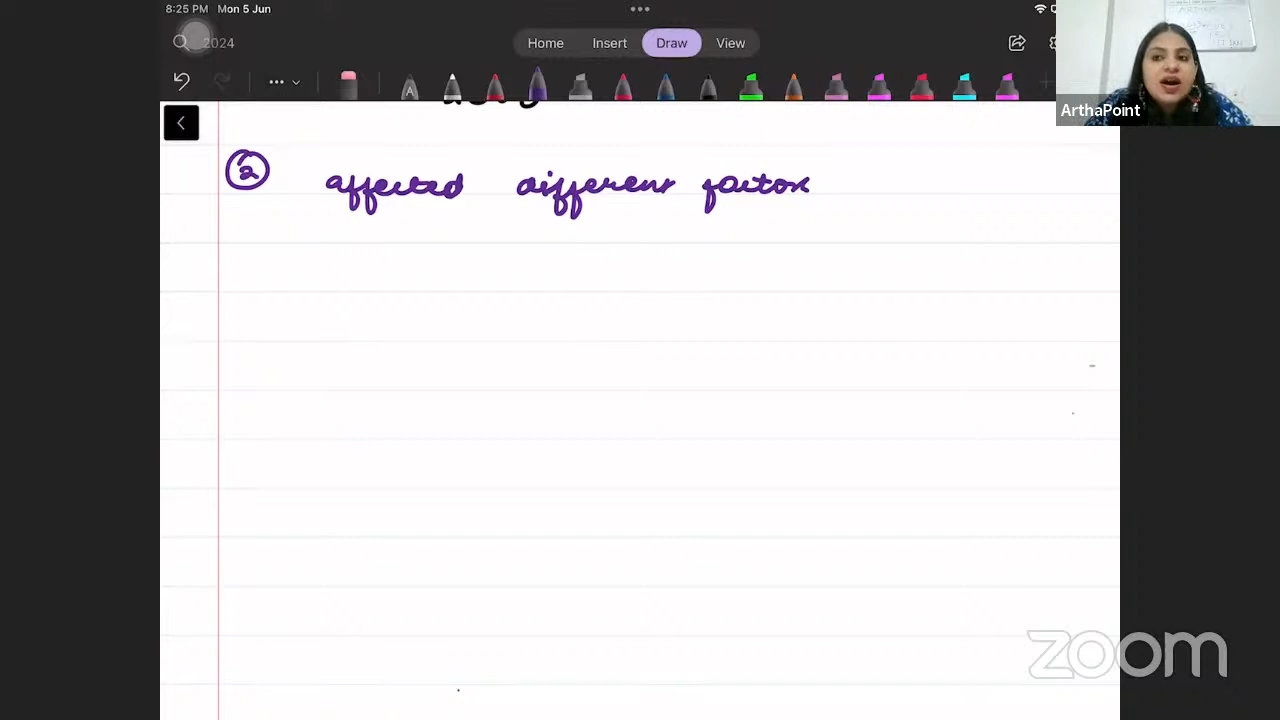 8:25 PM Mon 5 Jun
2024
Home Insert Draw View
A
ArthaPoint
② affected different factor
zoom